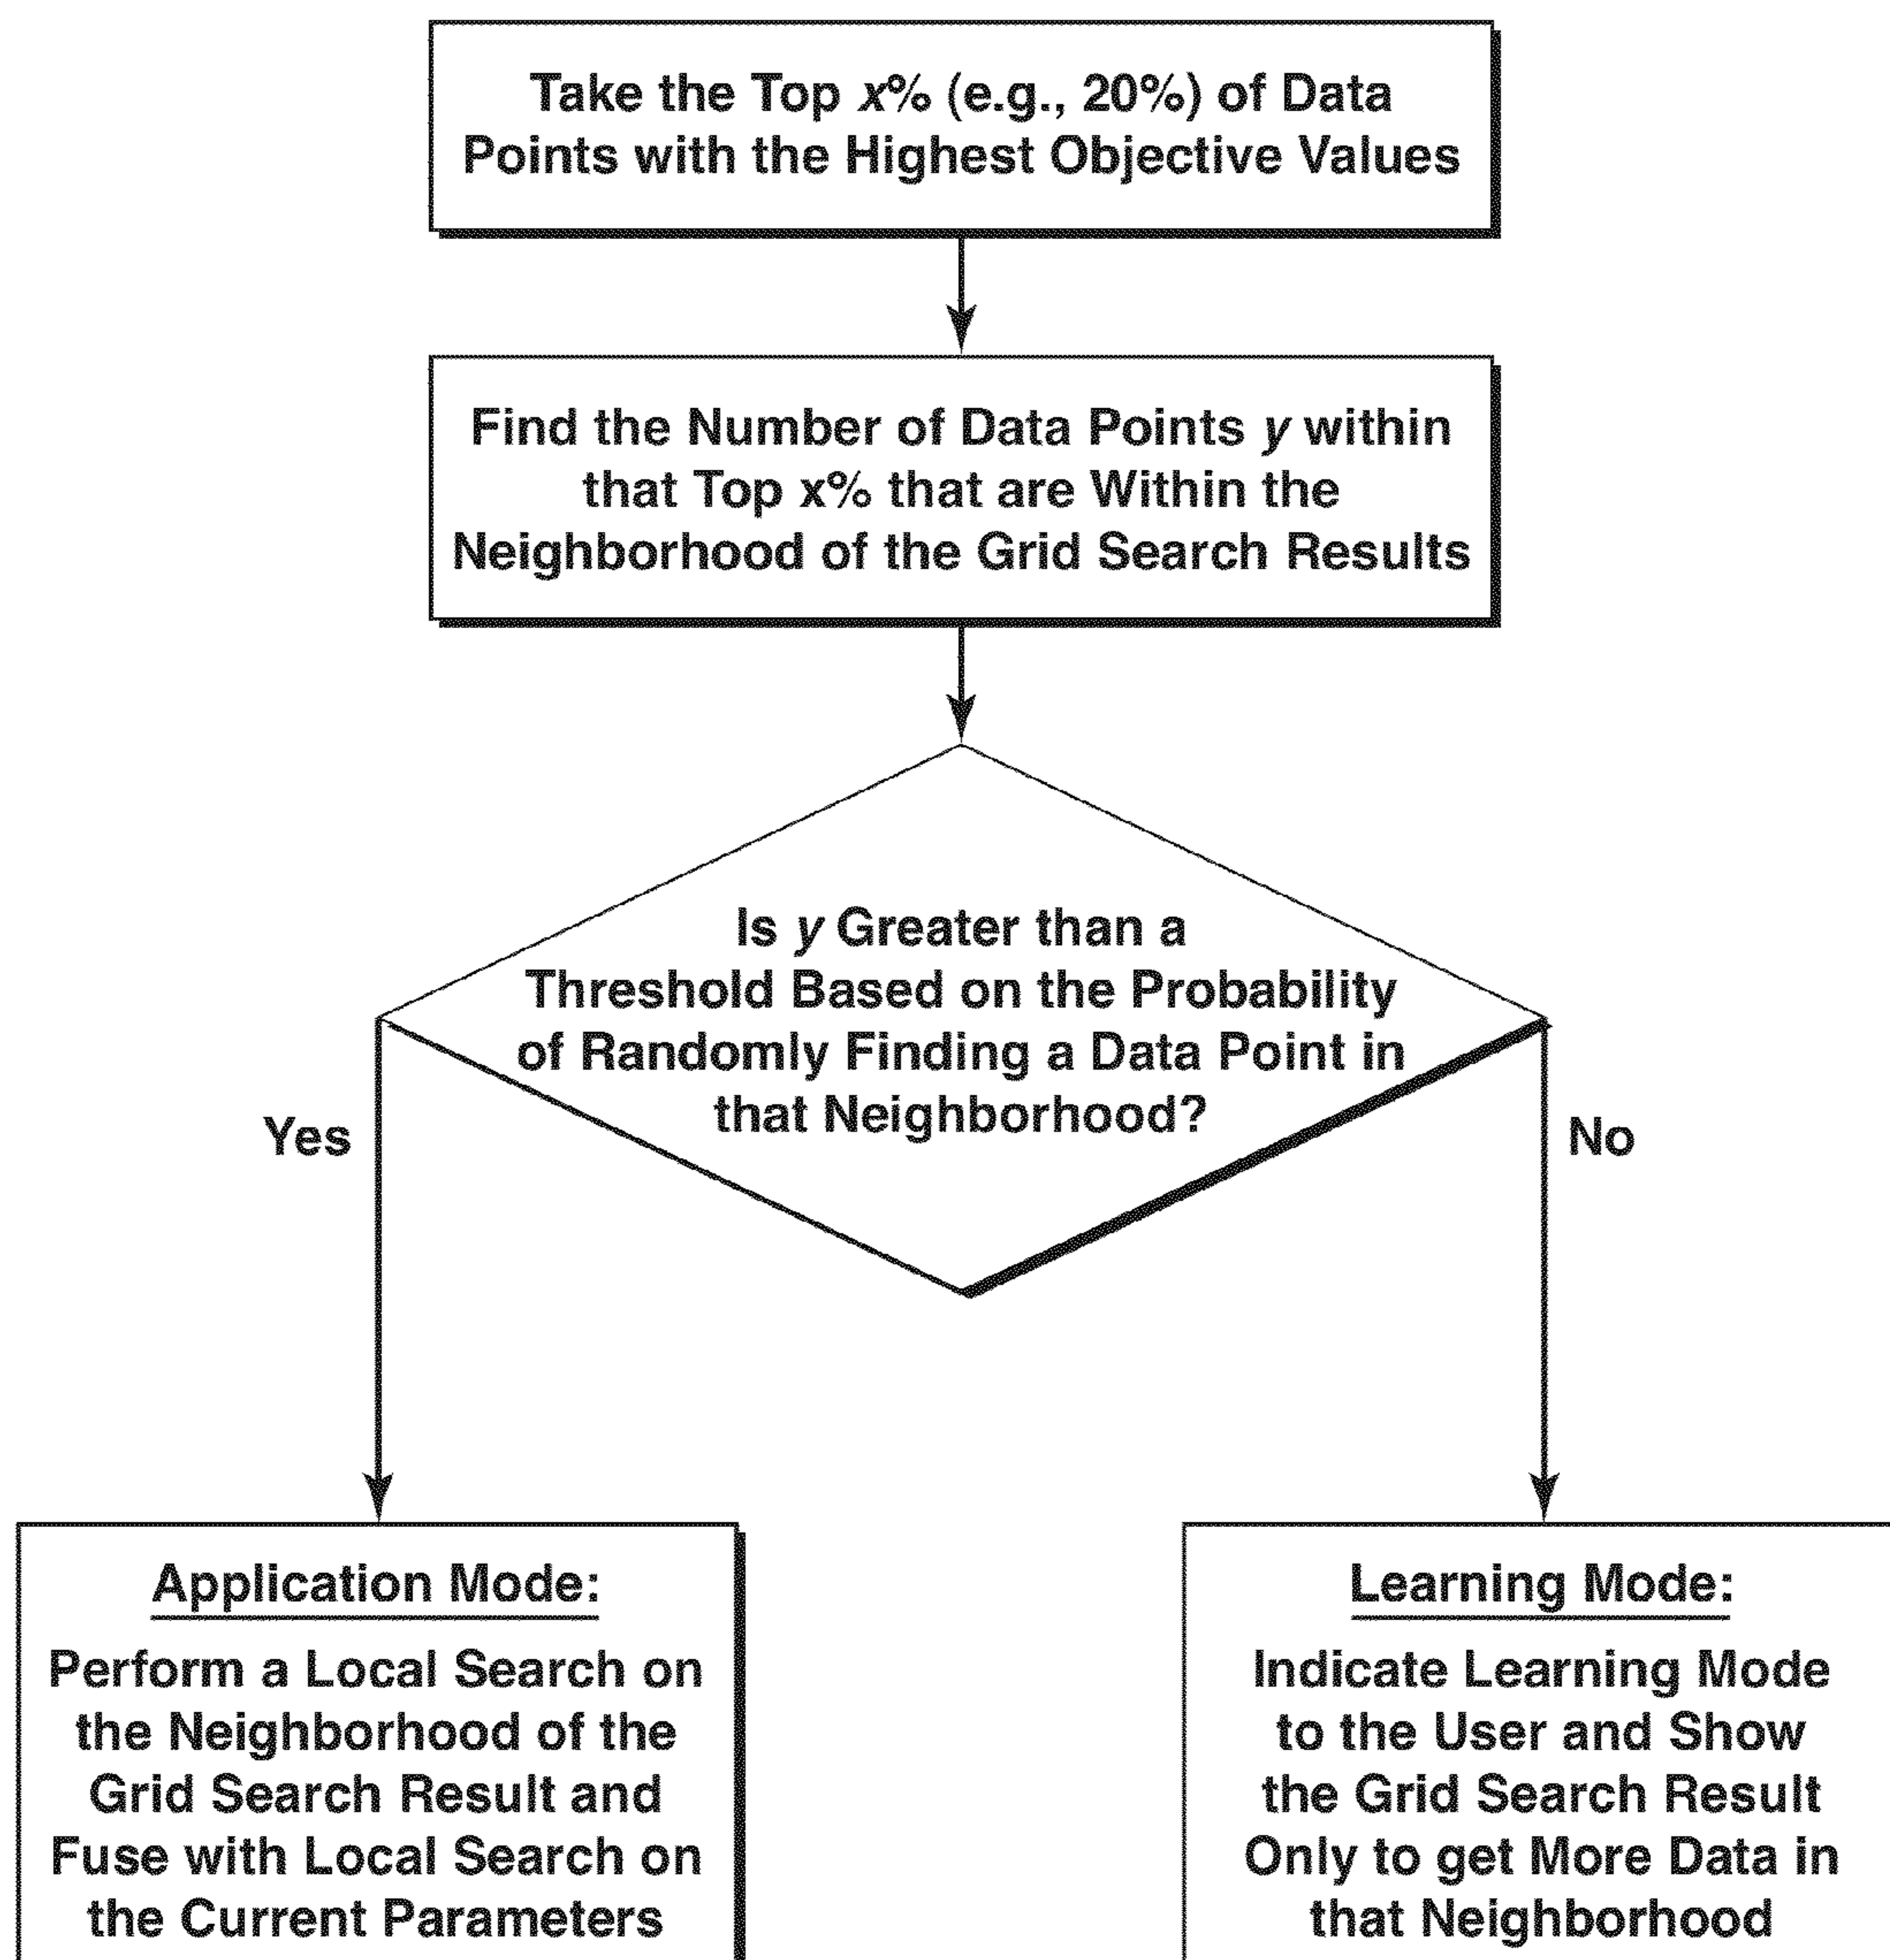 Take the Top x% (e.g., 20%) of Data
Points with the Highest Objective Values
Find the Number of Data Points y within
that Top x% that are Within the
Neighborhood of the Grid Search Results
Is y Greater than a
Threshold Based on the Probability
of Randomly Finding a Data Point in
that Neighborhood?
Yes
No
Application Mode:
Perform a Local Search on
the Neighborhood of the
Grid Search Result and
Fuse with Local Search on
the Current Parameters
Learning Mode:
Indicate Learning Mode
to the User and Show
the Grid Search Result
Only to get More Data in
that Neighborhood